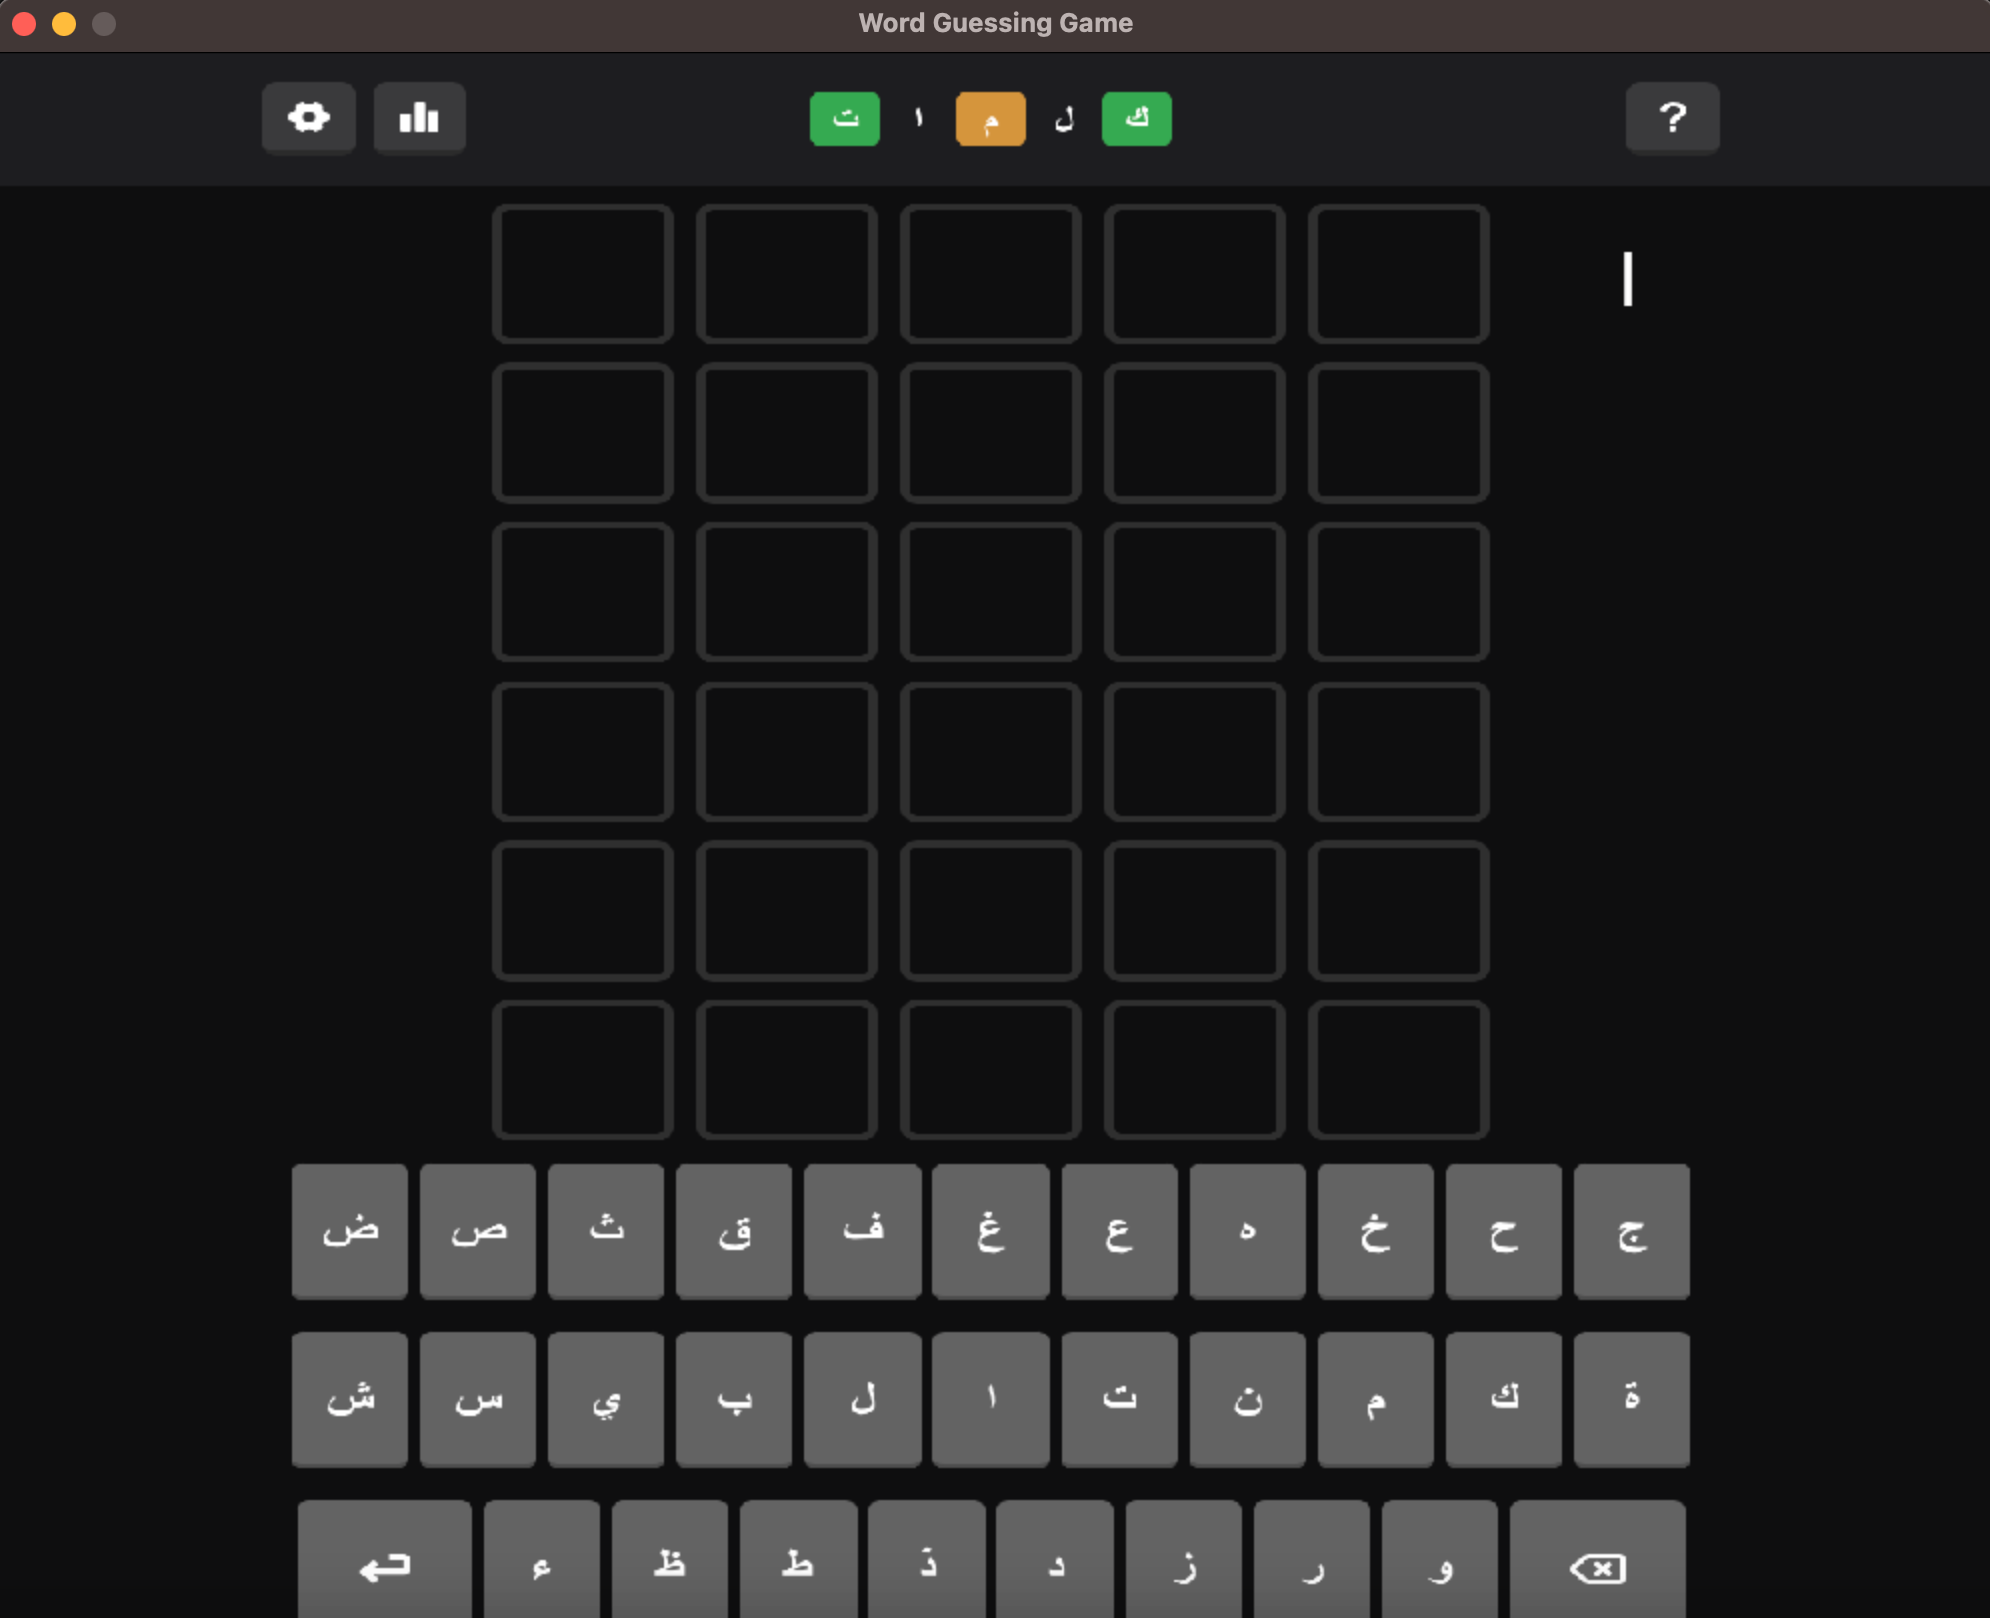 Word Guessing Game
ك ل م ا ت
?
ض ص ث ق ف غ ع ه خ ح ج
ش س ي ب ل ا ت ن م ك ة
ء ظ ط ذ د ز ر و